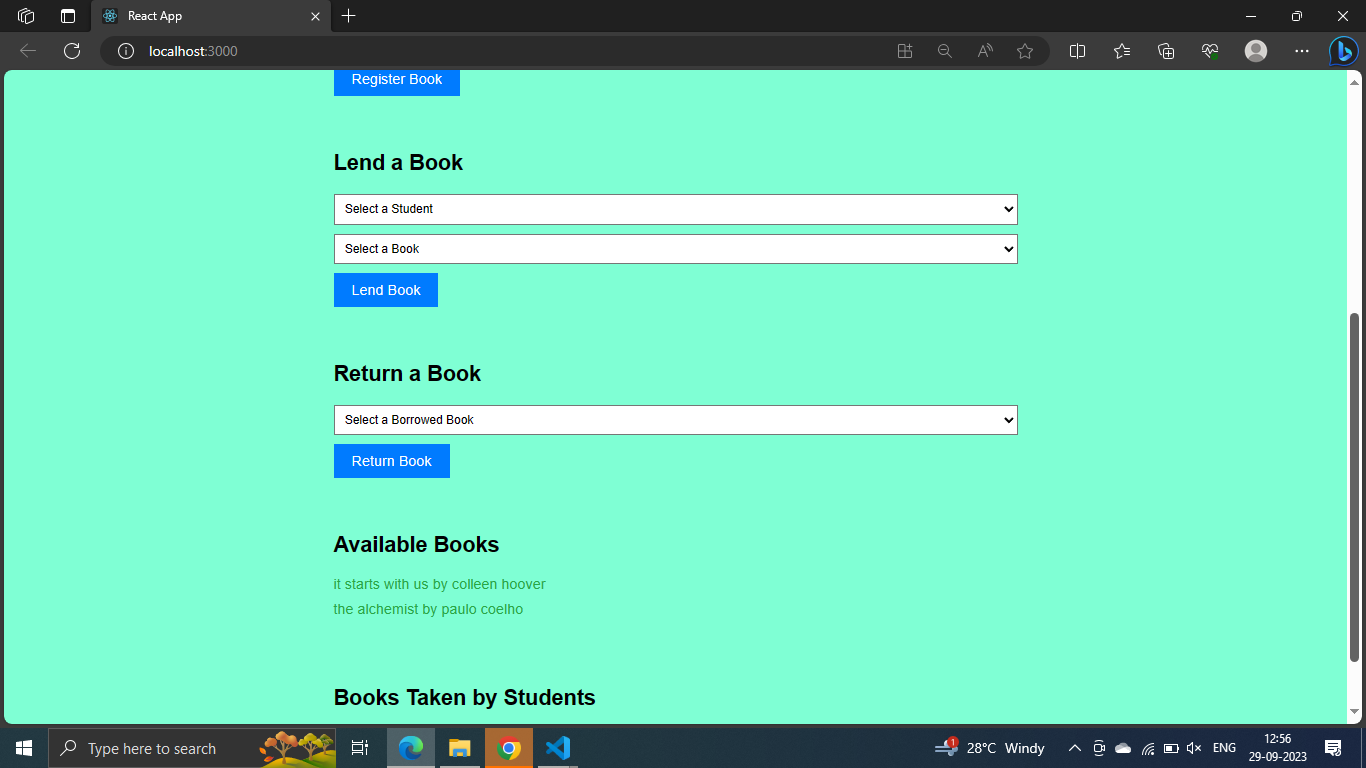 React App
localhost:3000
Register Book
Lend a Book
Select a Student
Select a Book
Lend Book
Return a Book
Select a Borrowed Book
Return Book
Available Books
it starts with us by colleen hoover
the alchemist by paulo coelho
Books Taken by Students
Type here to search
1
28°C Windy
ENG
12:56
29-09-2023